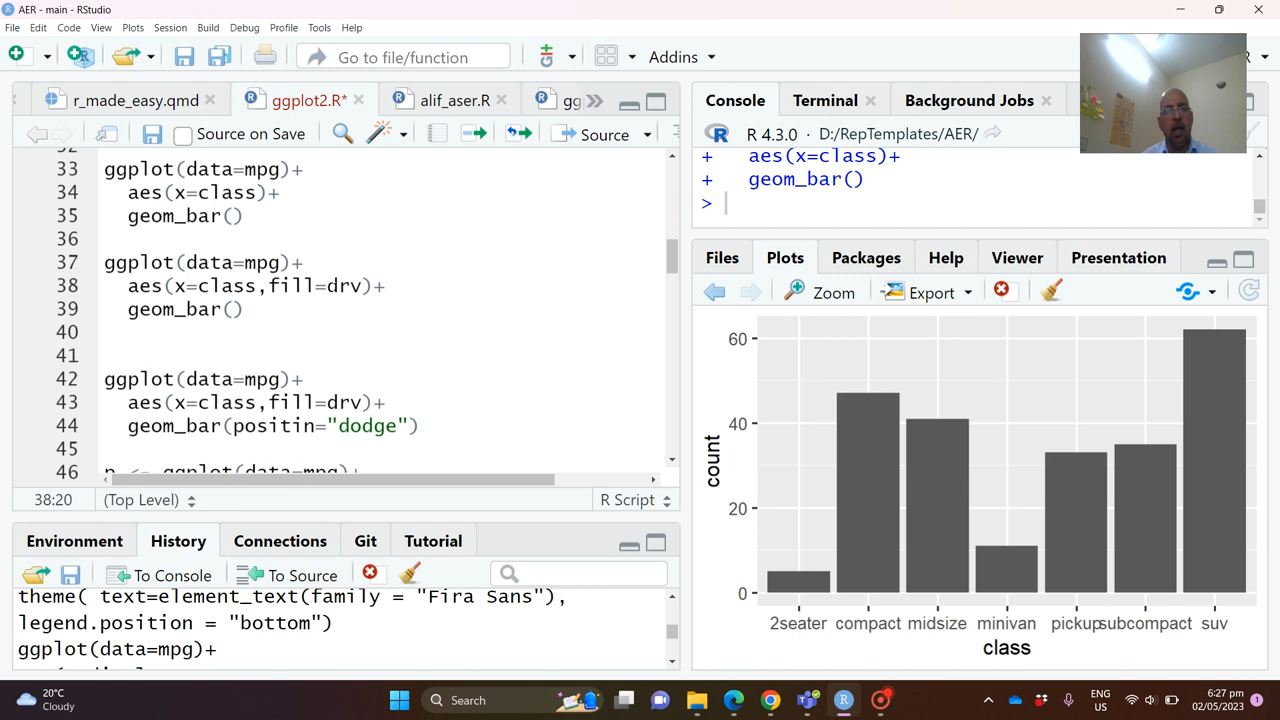 AER - main - RStudio
File Edit Code View Plots Session Build Debug Profile Tools Help
Go to file/function Addins
r_made_easy.qmd ggplot2.R* alif_aser.R gg
Source on Save Source
33 ggplot(data=mpg)+
34 aes(x=class)+
35 geom_bar()
36
37 ggplot(data=mpg)+
38 aes(x=class,fill=drv)+
39 geom_bar()
40
41
42 ggplot(data=mpg)+
43 aes(x=class,fill=drv)+
44 geom_bar(positin="dodge")
45
46 p <- ggplot(data=mpg)+
38:20 (Top Level) R Script
Environment History Connections Git Tutorial
To Console To Source
theme( text=element_text(family = "Fira Sans"),
legend.position = "bottom")
ggplot(data=mpg)+
Console Terminal Background Jobs
R 4.3.0 · D:/RepTemplates/AER/
+ aes(x=class)+
+ geom_bar()
>
Files Plots Packages Help Viewer Presentation
Zoom Export
60
40
20
0
count
2seater compact midsize minivan pickup subcompact suv
class
20°C
Cloudy
Search
ENG
US
6:27 pm
02/05/2023
1